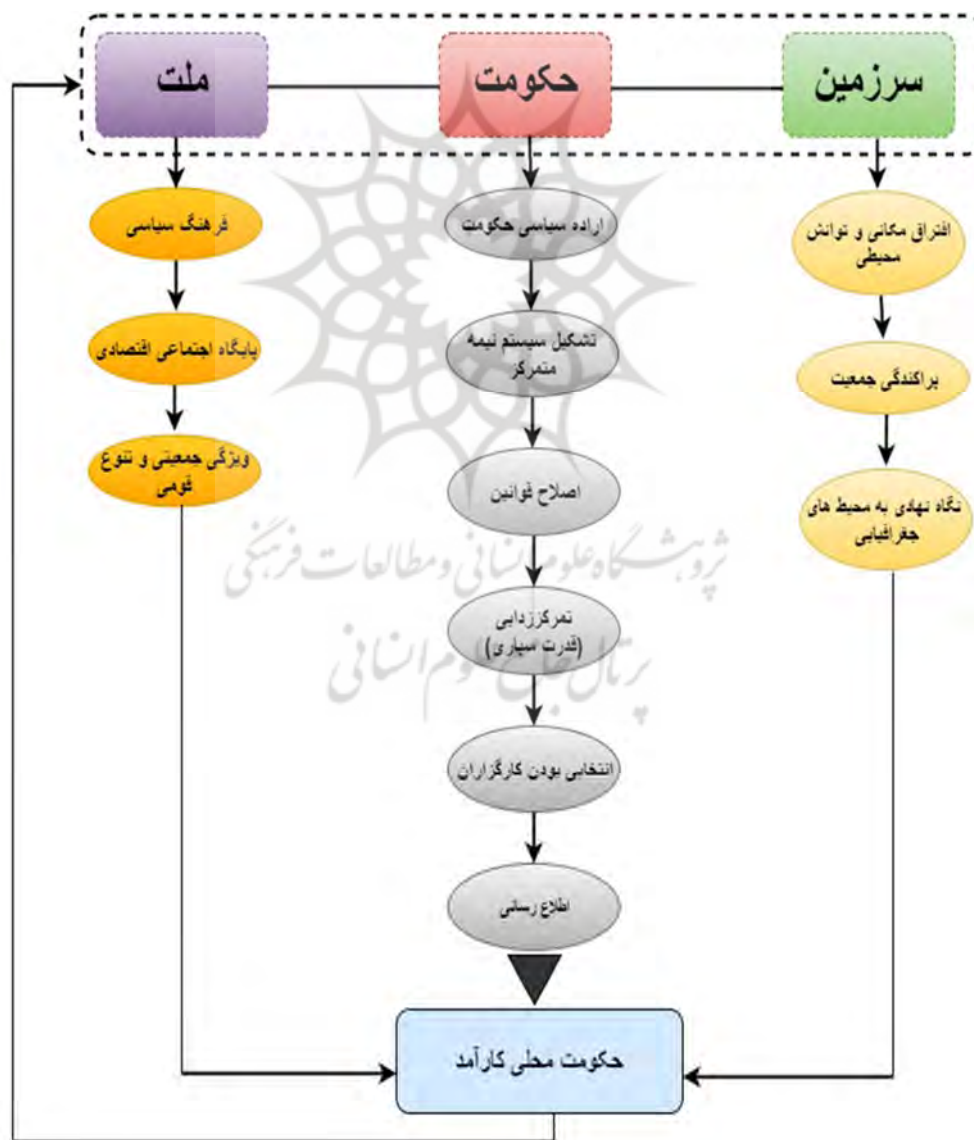 سرزمین
حکومت
ملت
افتراق مکانی و توانش
محیطی
پراکندگی جمعیت
نگاه نهادی به محیط های
جغرافیایی
اراده سیاسی حکومت
تشکیل سیستم نیمه
متمرکز
اصلاح قوانین
تمرکززدایی
(قدرت سپاری)
انتخابی بودن کارگزاران
اطلاع رسانی
فرهنگ سیاسی
پایگاه اجتماعی اقتصادی
ویژگی جمعیتی و تنوع
قومی
حکومت محلی کارآمد
پژوهشگاه علوم انسانی و مطالعات فرهنگی
پرتال جامع علوم انسانی